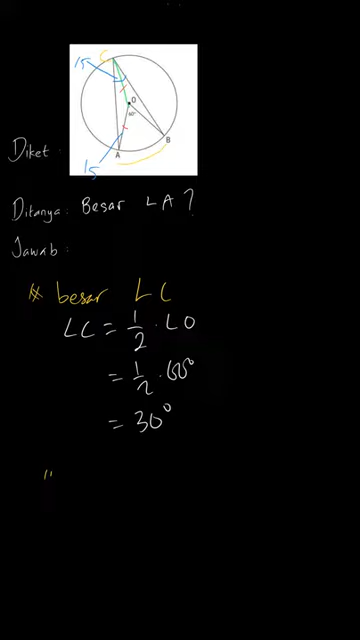 C
15
O
60°
A
B
15
Diket :
Ditanya : Besar ∠A ?
Jawab :
* besar ∠C
∠C = 1/2 . ∠O
= 1/2 . 60°
= 30°
"